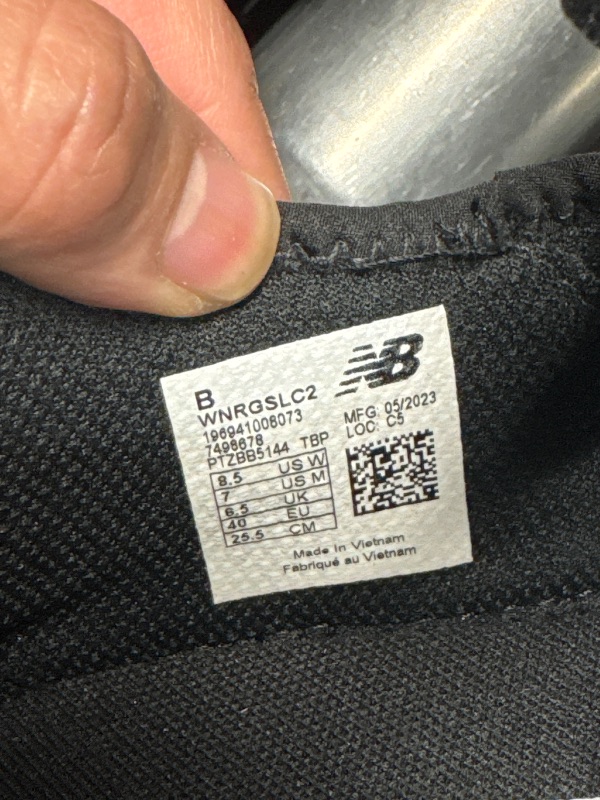 B
WNRGSLC2
196941006073
7498678
PTZBB5144 TBP
8.5 US W
7 US M
6.5 UK
40 EU
25.5 CM
NB
MFG: 05/2023
LOC: C5
Made in Vietnam
Fabriqué au Vietnam